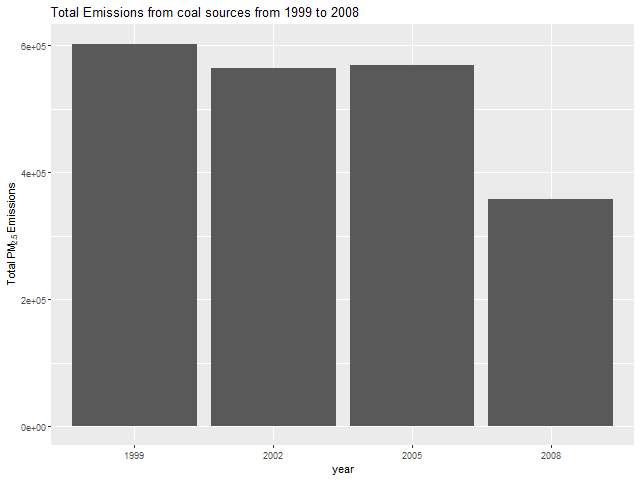 Total Emissions from coal sources from 1999 to 2008
6e+05
4e+05
2e+05
0e+00
Total PM2.5 Emissions
1999 2002 2005 2008
year